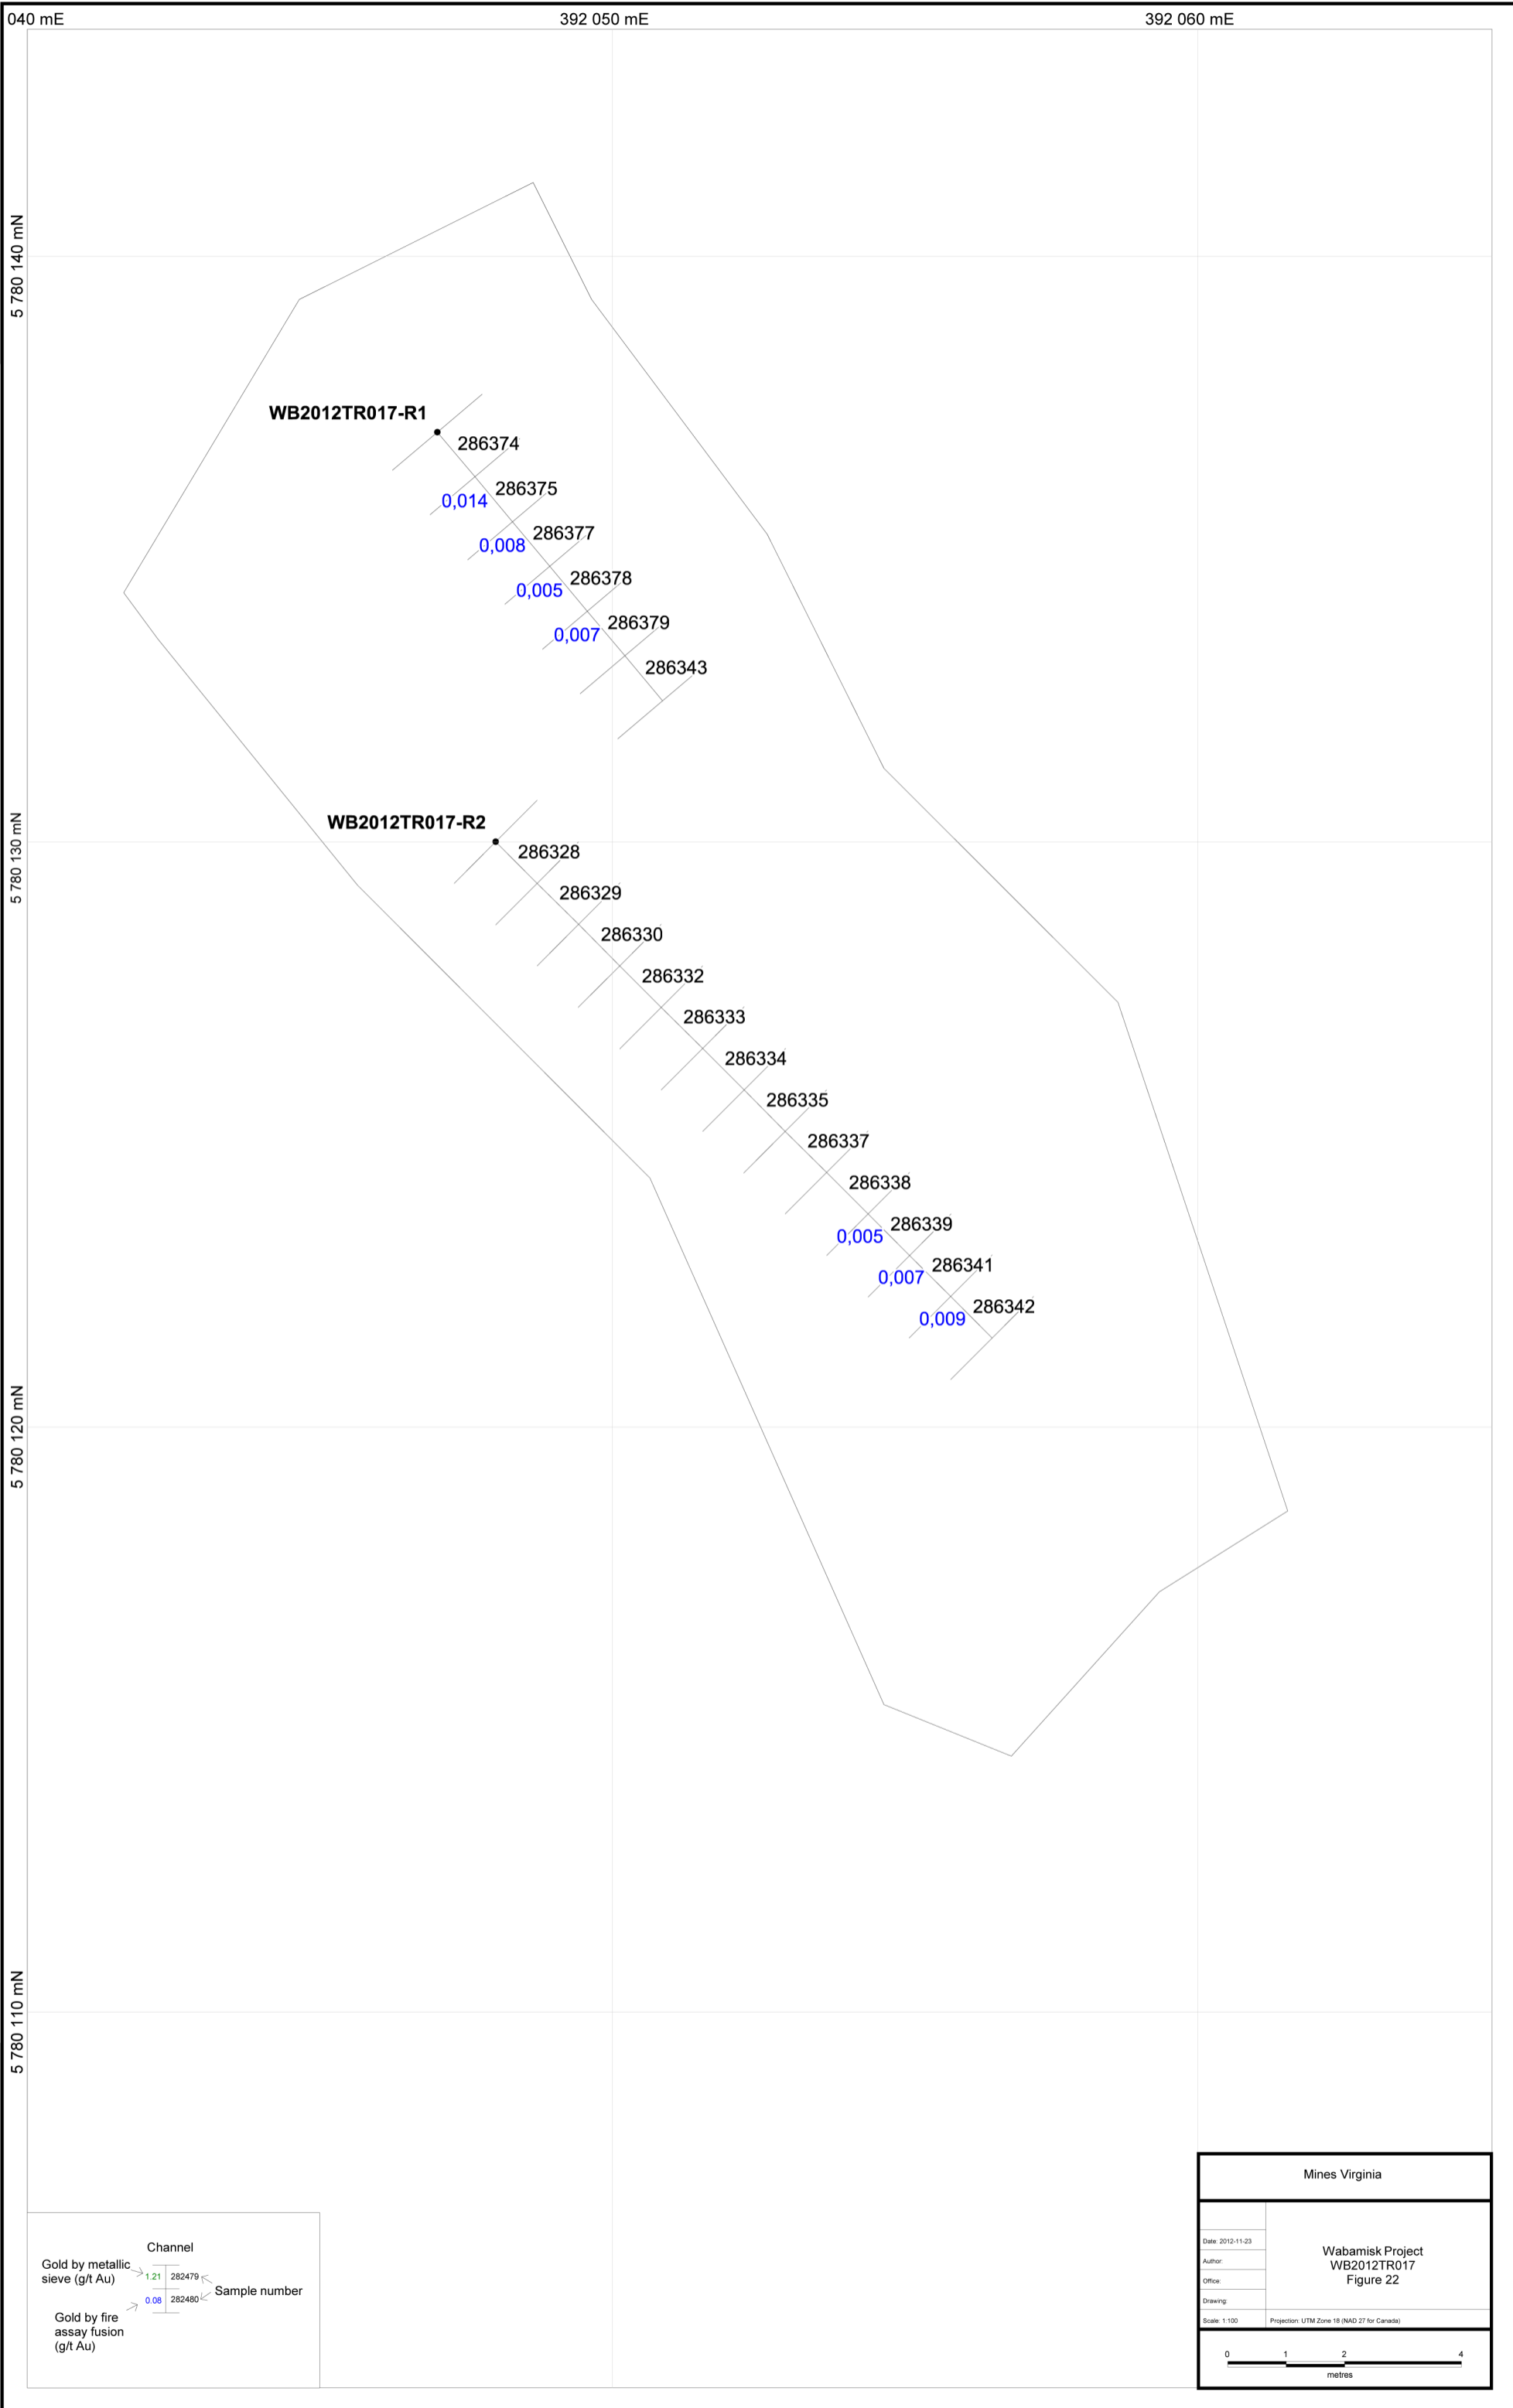 040 mE
392 050 mE
392 060 mE
5 780 140 mN
5 780 130 mN
5 780 120 mN
5 780 110 mN
WB2012TR017-R1
286374
0,014
286375
0,008
286377
0,005
286378
0,007
286379
286343
WB2012TR017-R2
286328
286329
286330
286332
286333
286334
286335
286337
286338
0,005
286339
0,007
286341
0,009
286342
Channel
Gold by metallic
sieve (g/t Au)
1.21
282479
Sample number
0.08
282480
Gold by fire
assay fusion
(g/t Au)
Mines Virginia
Date: 2012-11-23
Author:
Office:
Drawing:
Scale: 1:100
Wabamisk Project
WB2012TR017
Figure 22
Projection: UTM Zone 18 (NAD 27 for Canada)
0 1 2 4
metres